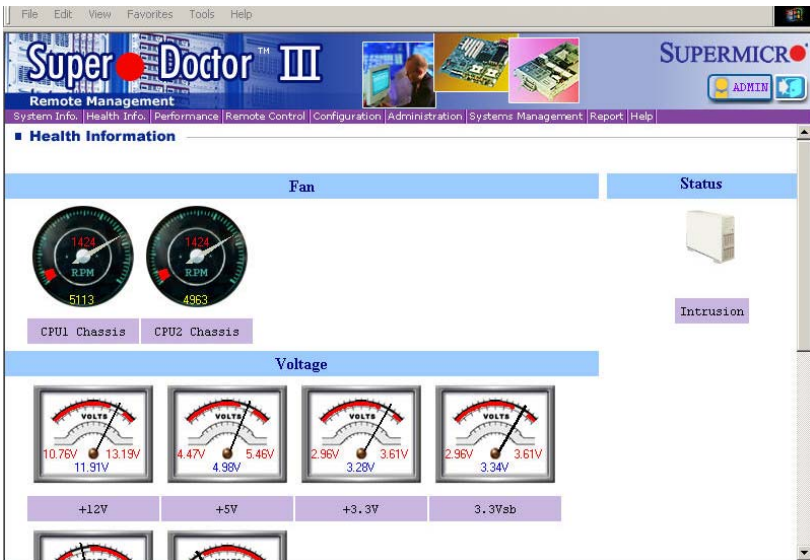 File Edit View Favorites Tools Help
Super Doctor™ III
SUPERMICRO
ADMIN
Remote Management
System Info. Health Info. Performance Remote Control Configuration Administration Systems Management Report Help
Health Information
Fan
Status
1424
RPM
5113
1424
RPM
4963
CPU1 Chassis
CPU2 Chassis
Intrusion
Voltage
VOLTS
10.76V 13.19V
11.91V
VOLTS
4.47V 5.46V
4.98V
VOLTS
2.96V 3.61V
3.28V
VOLTS
2.96V 3.61V
3.34V
+12V
+5V
+3.3V
3.3Vsb